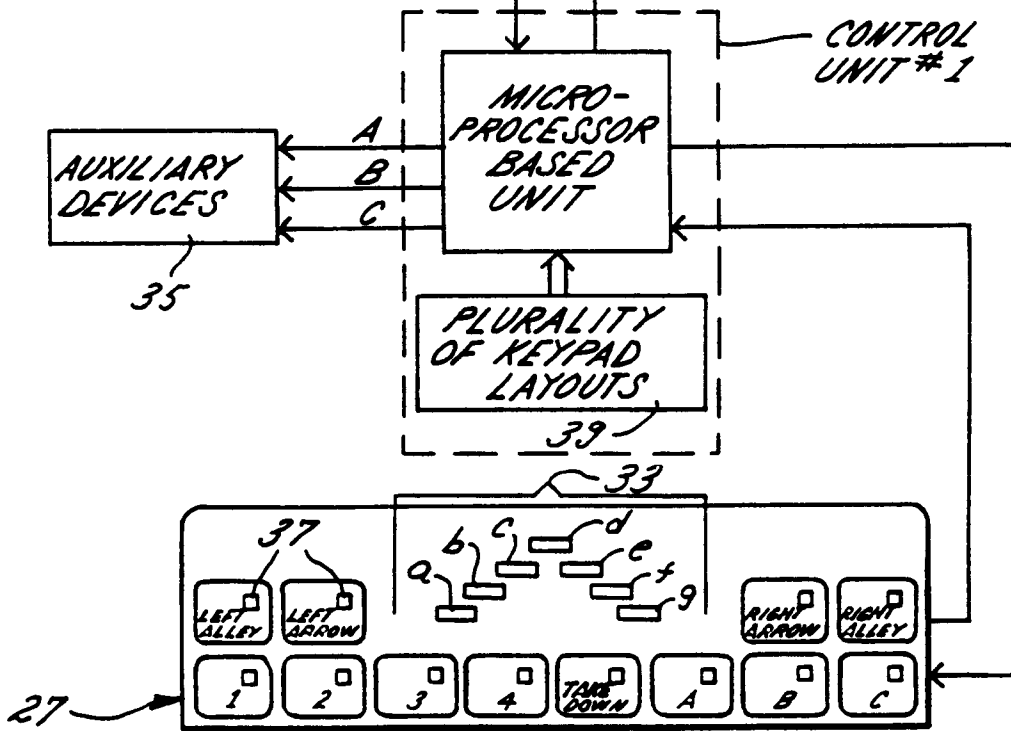 CONTROL
UNIT #1
MICRO-
PROCESSOR
BASED
UNIT
A
B
C
AUXILIARY
DEVICES
35
PLURALITY
OF KEYPAD
LAYOUTS
39
33
37
a
b
c
d
e
f
g
LEFT
ALLEY
LEFT
ARROW
RIGHT
ARROW
RIGHT
ALLEY
1
2
3
4
TAKE
DOWN
A
B
C
27